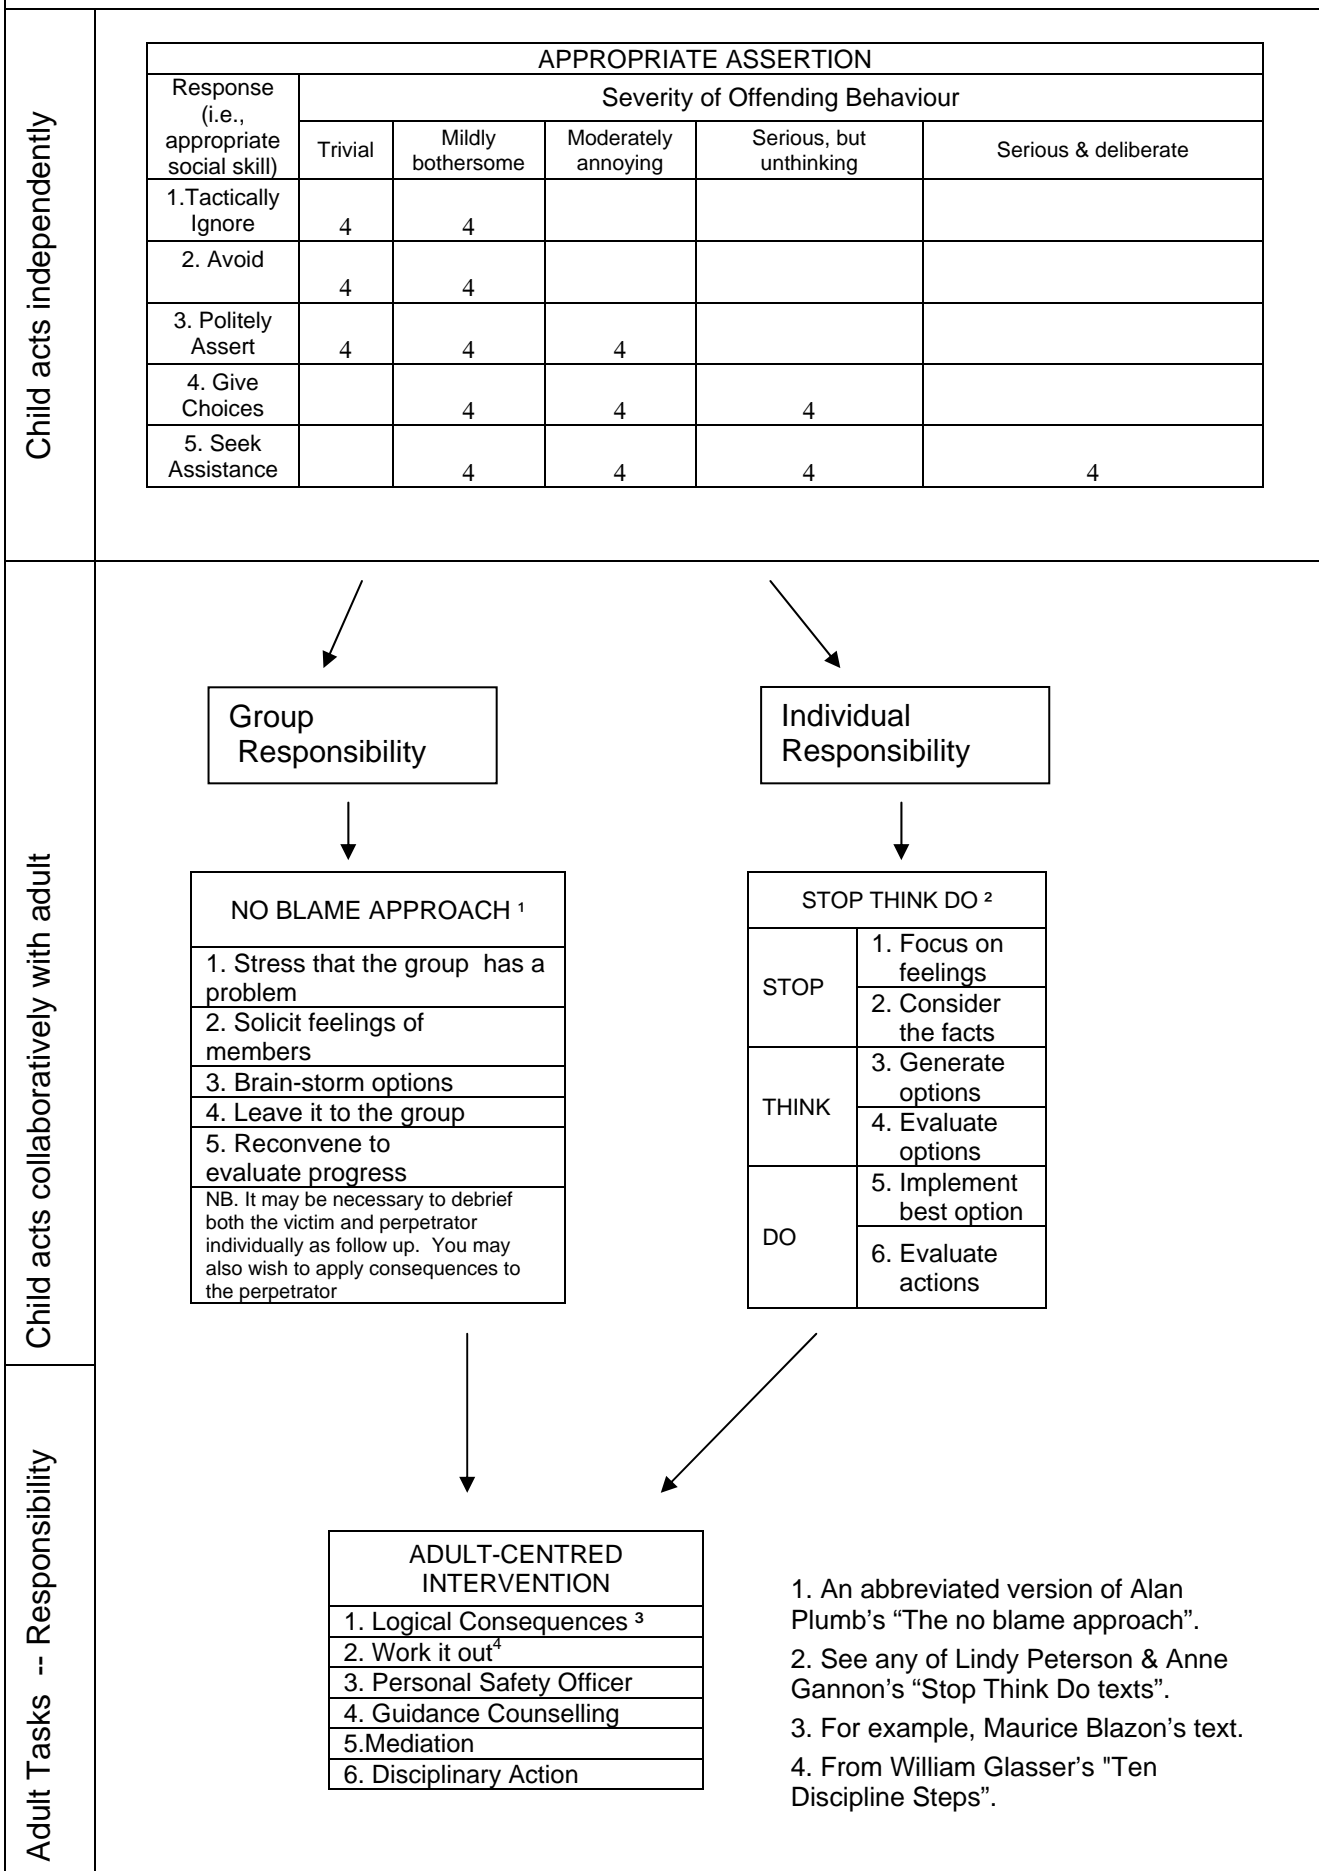 Child acts independently
APPROPRIATE ASSERTION
Response
(i.e.,
appropriate
social skill)
Severity of Offending Behaviour
Trivial
Mildly
bothersome
Moderately
annoying
Serious, but
unthinking
Serious & deliberate
1.Tactically
Ignore
4 4
2. Avoid
4 4
3. Politely
Assert
4 4 4
4. Give
Choices
4 4 4
5. Seek
Assistance
4 4 4 4
Child acts collaboratively with adult
Group
Responsibility
Individual
Responsibility
NO BLAME APPROACH ¹
1. Stress that the group has a
problem
2. Solicit feelings of
members
3. Brain-storm options
4. Leave it to the group
5. Reconvene to
evaluate progress
NB. It may be necessary to debrief
both the victim and perpetrator
individually as follow up. You may
also wish to apply consequences to
the perpetrator
STOP THINK DO ²
STOP
1. Focus on
feelings
2. Consider
the facts
THINK
3. Generate
options
4. Evaluate
options
DO
5. Implement
best option
6. Evaluate
actions
Adult Tasks -- Responsibility
ADULT-CENTRED
INTERVENTION
1. Logical Consequences ³
2. Work it out⁴
3. Personal Safety Officer
4. Guidance Counselling
5.Mediation
6. Disciplinary Action
1. An abbreviated version of Alan
Plumb’s “The no blame approach”.
2. See any of Lindy Peterson & Anne
Gannon’s “Stop Think Do texts”.
3. For example, Maurice Blazon’s text.
4. From William Glasser’s "Ten
Discipline Steps”.